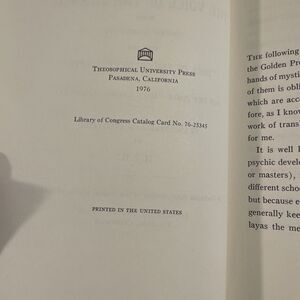 THEOSOPHICAL UNIVERSITY PRESS
PASADENA, CALIFORNIA
1976
Library of Congress Catalog Card No. 76-25345
PRINTED IN THE UNITED STATES
THE following
the Golden Pre
hands of mysti
of them is obli
which are acc
fore, as I know
work of trans
for me.
It is well k
psychic devel
or masters),
different scho
but because e
generally keep
layas the me